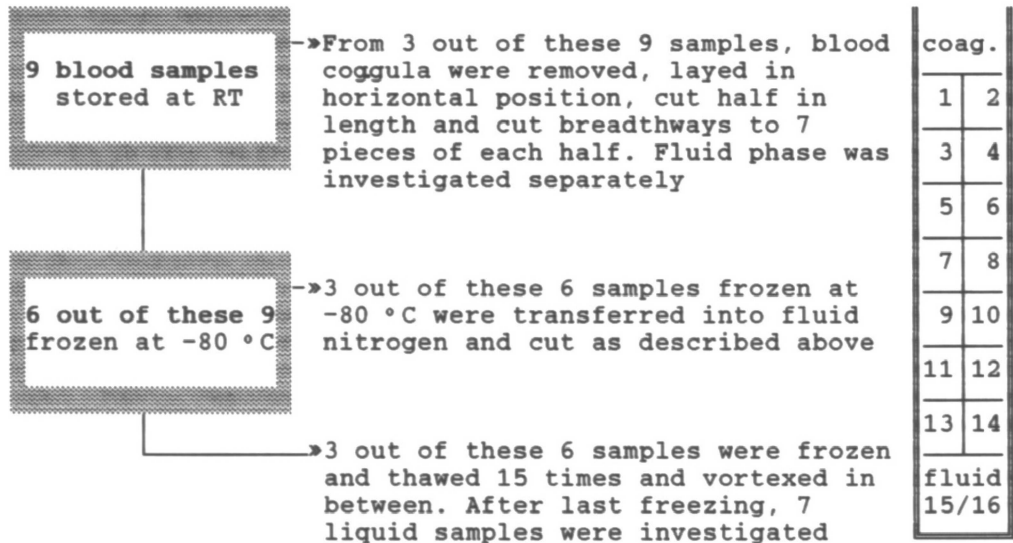 9 blood samples
stored at RT
-»From 3 out of these 9 samples, blood
coggula were removed, layed in
horizontal position, cut half in
length and cut breadthways to 7
pieces of each half. Fluid phase was
investigated separately
6 out of these 9
frozen at -80 °C
-»3 out of these 6 samples frozen at
-80 °C were transferred into fluid
nitrogen and cut as described above
»3 out of these 6 samples were frozen
and thawed 15 times and vortexed in
between. After last freezing, 7
liquid samples were investigated
coag.
1 2
3 4
5 6
7 8
9 10
11 12
13 14
fluid
15/16